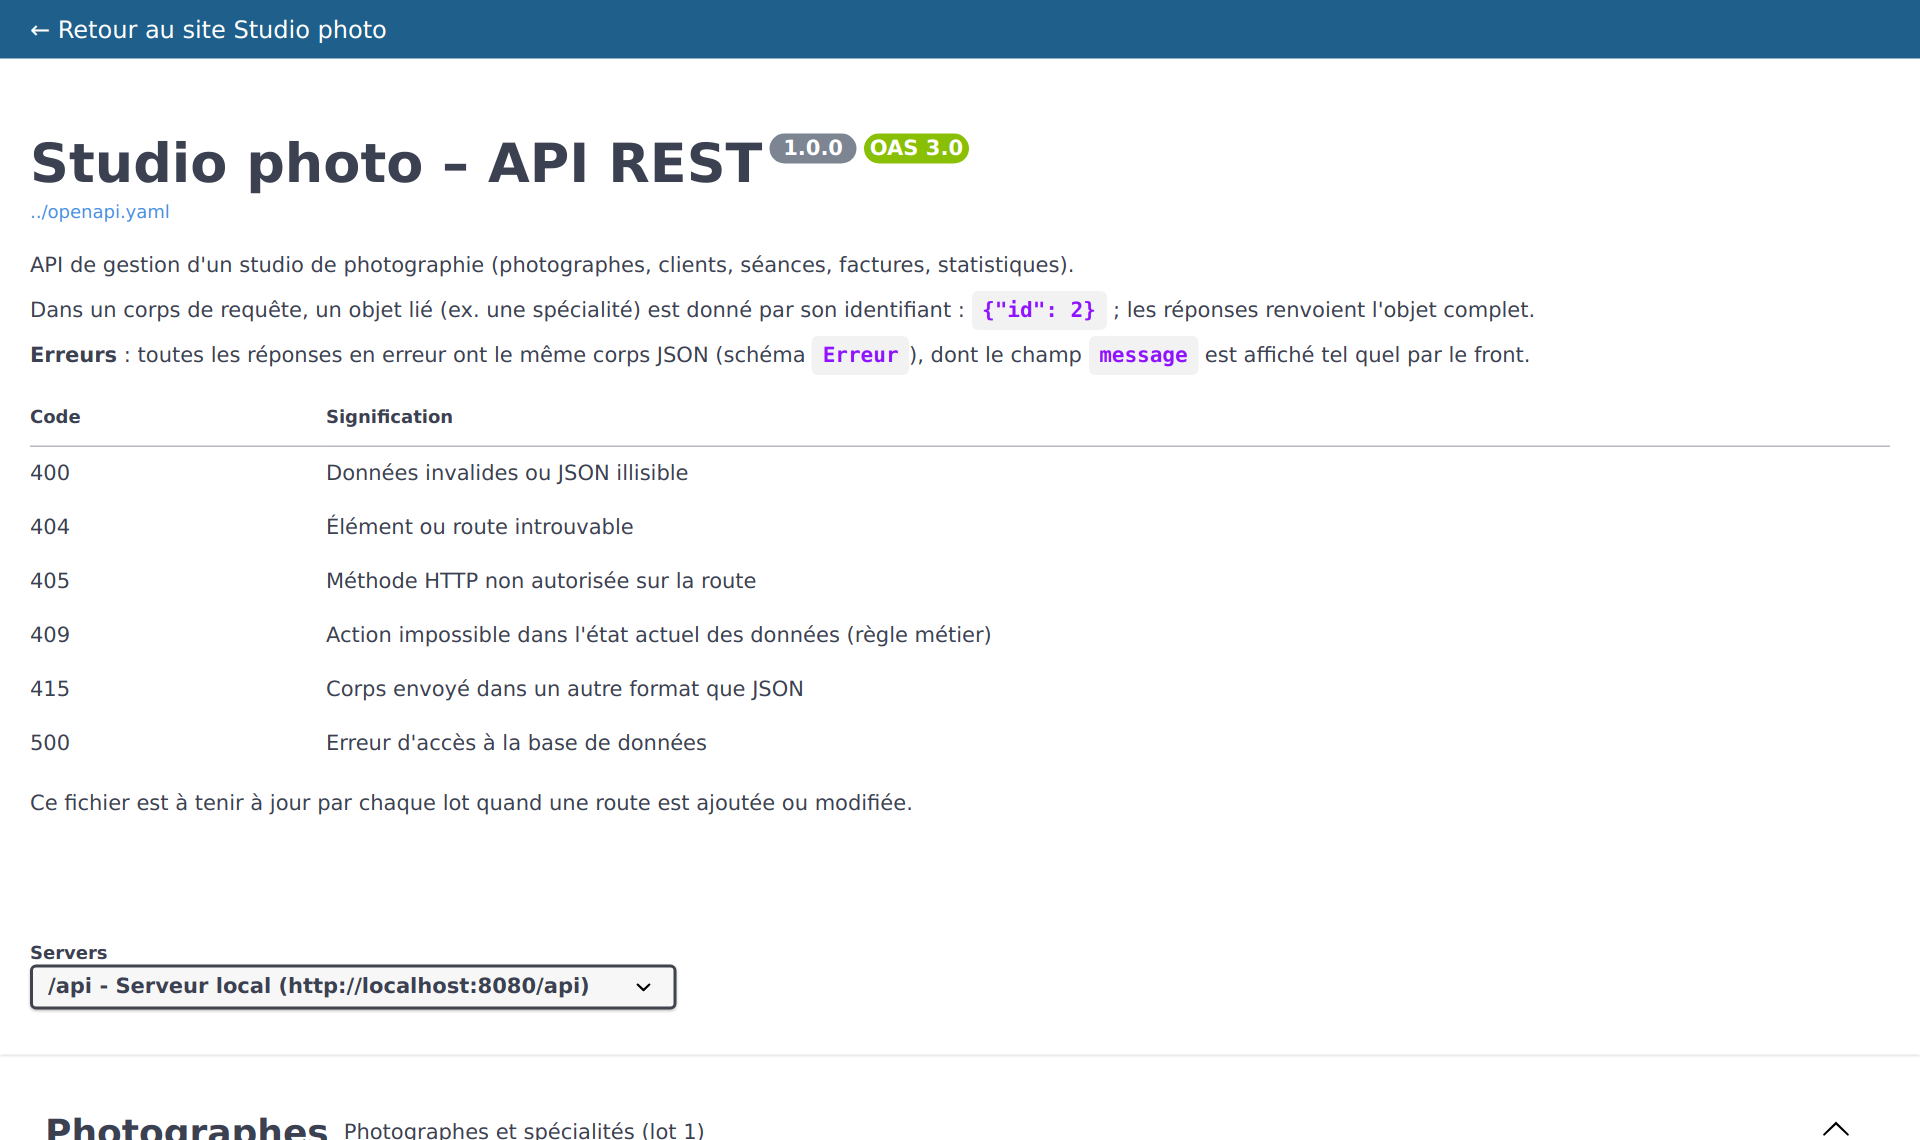 ← Retour au site Studio photo
Studio photo – API REST 1.0.0 OAS 3.0
../openapi.yaml
API de gestion d'un studio de photographie (photographes, clients, séances, factures, statistiques).
Dans un corps de requête, un objet lié (ex. une spécialité) est donné par son identifiant : {"id": 2} ; les réponses renvoient l'objet complet.
Erreurs : toutes les réponses en erreur ont le même corps JSON (schéma Erreur), dont le champ message est affiché tel quel par le front.
Code Signification
400 Données invalides ou JSON illisible
404 Élément ou route introuvable
405 Méthode HTTP non autorisée sur la route
409 Action impossible dans l'état actuel des données (règle métier)
415 Corps envoyé dans un autre format que JSON
500 Erreur d'accès à la base de données
Ce fichier est à tenir à jour par chaque lot quand une route est ajoutée ou modifiée.
Servers
/api - Serveur local (http://localhost:8080/api)
Photographes Photographes et spécialités (lot 1)